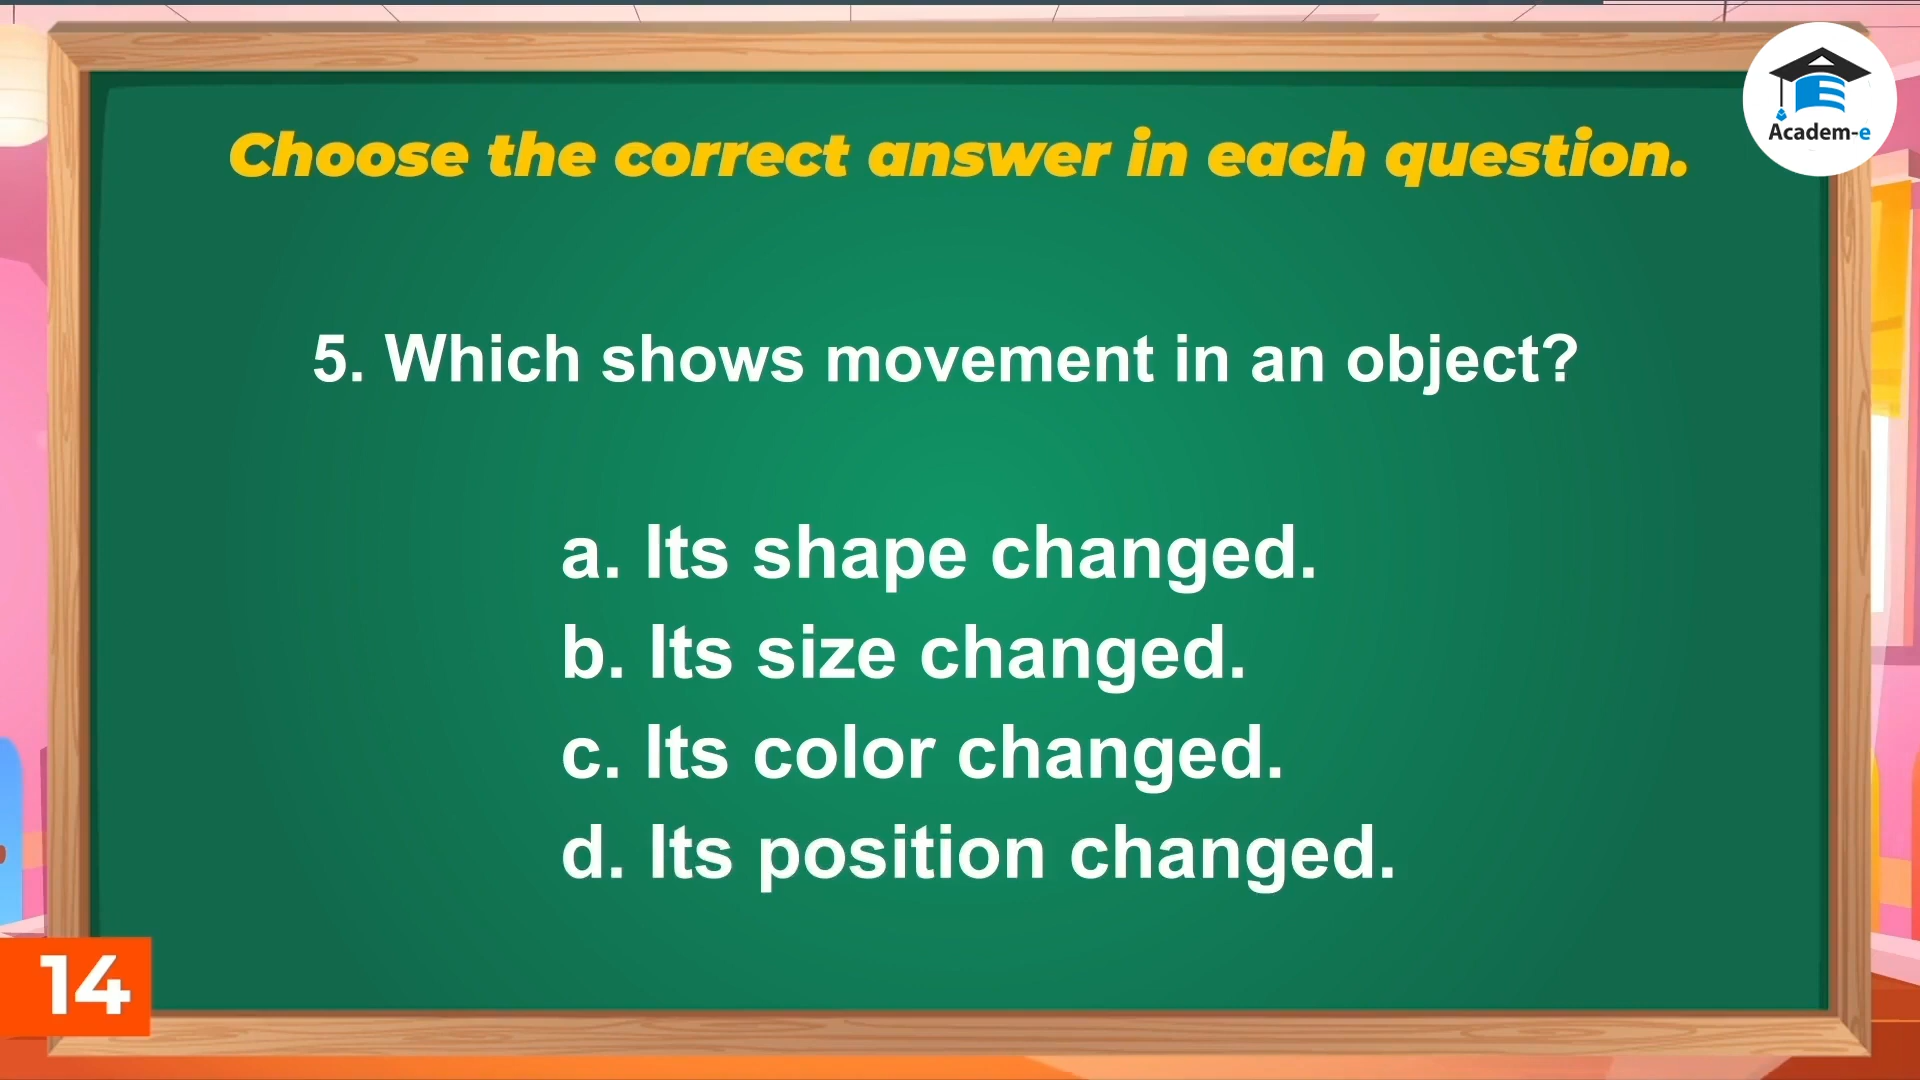 Academ-e
Choose the correct answer in each question.
5. Which shows movement in an object?
a. Its shape changed.
b. Its size changed.
c. Its color changed.
d. Its position changed.
14